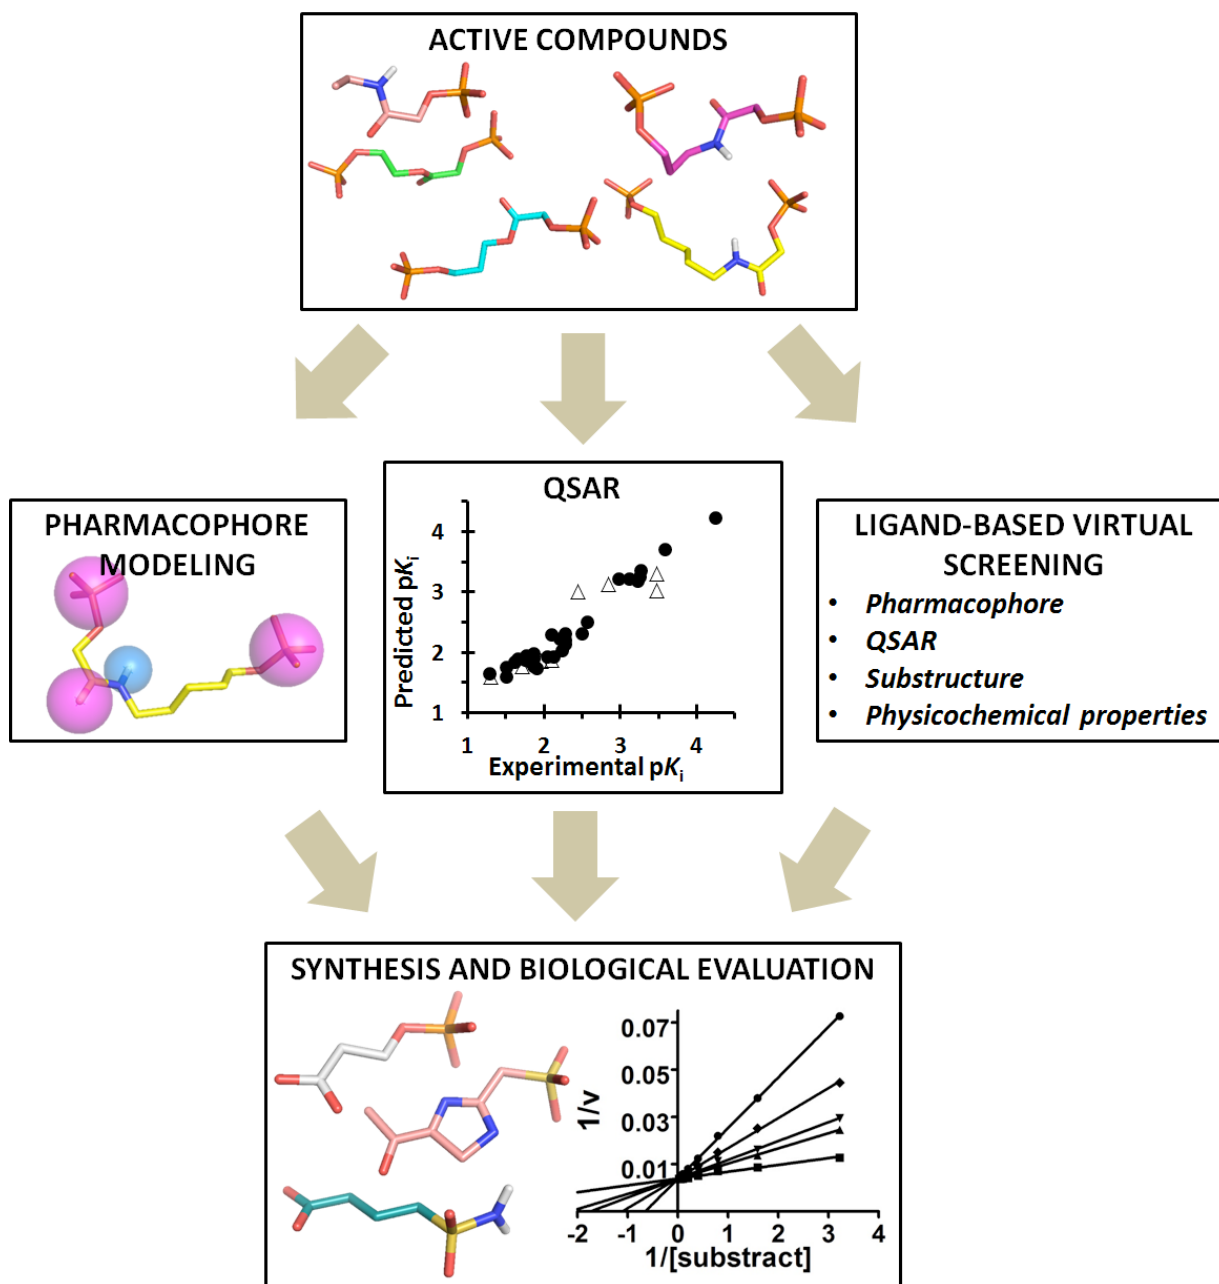 ACTIVE COMPOUNDS
PHARMACOPHORE
MODELING
QSAR
Predicted pKi
4
3
2
1
1 2 3 4
Experimental pKi
LIGAND-BASED VIRTUAL
SCREENING
• Pharmacophore
• QSAR
• Substructure
• Physicochemical properties
SYNTHESIS AND BIOLOGICAL EVALUATION
1/v
0.07
0.05
0.03
0.01
-2 -1 0 1 2 3 4
1/[substract]